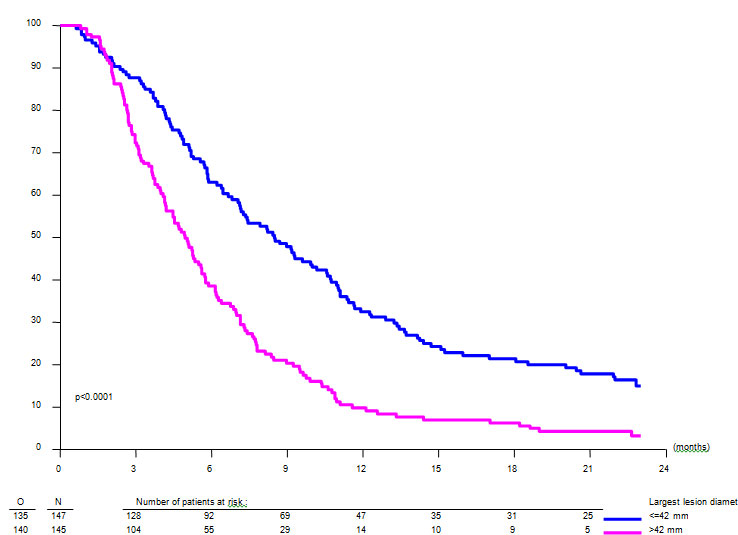 100
90
80
70
60
50
40
30
20
10
0
p<0.0001
(months)
0 3 6 9 12 15 18 21 24
O N Number of patients at risk : Largest lesion diamet
135 147 128 92 69 47 35 31 25 <=42 mm
140 145 104 55 29 14 10 9 5 >42 mm